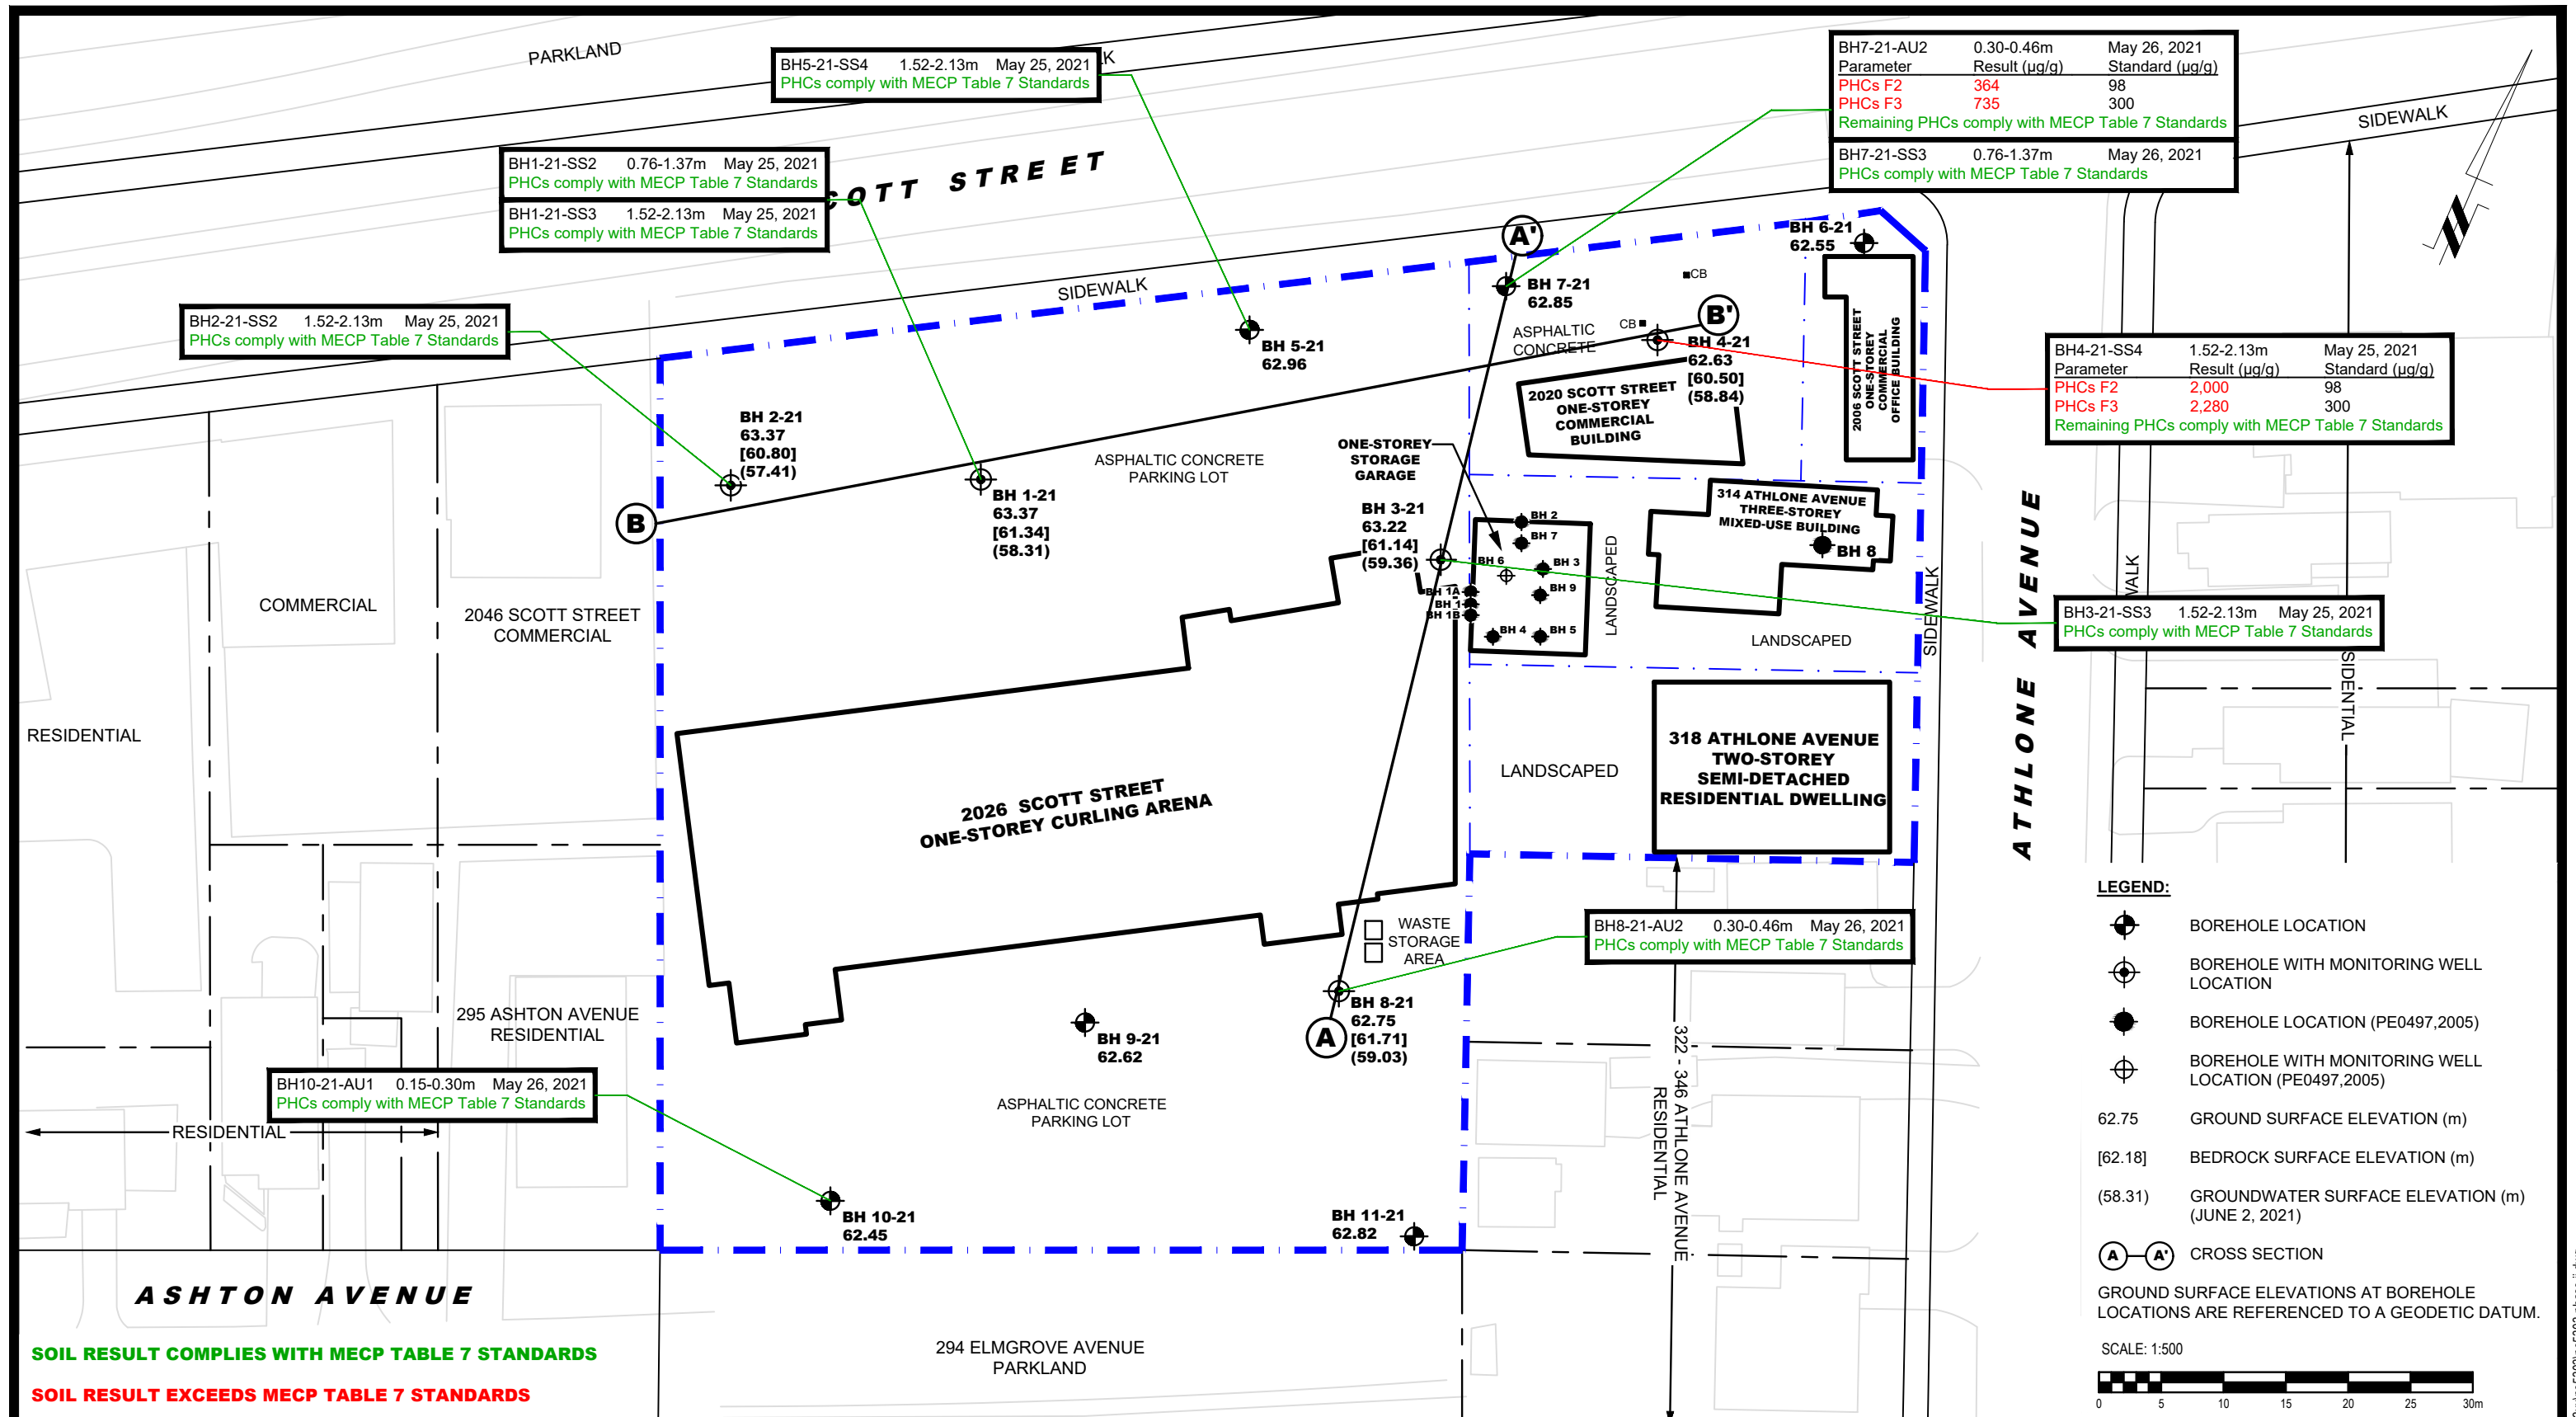 PARKLAND
BH5-21-SS4 1.52-2.13m May 25, 2021
PHCs comply with MECP Table 7 Standards
BH7-21-AU2 0.30-0.46m May 26, 2021
Parameter Result (µg/g) Standard (µg/g)
PHCs F2 364 98
PHCs F3 735 300
Remaining PHCs comply with MECP Table 7 Standards
BH7-21-SS3 0.76-1.37m May 26, 2021
PHCs comply with MECP Table 7 Standards
SIDEWALK
BH1-21-SS2 0.76-1.37m May 25, 2021
PHCs comply with MECP Table 7 Standards
BH1-21-SS3 1.52-2.13m May 25, 2021
PHCs comply with MECP Table 7 Standards
COTT STREET
SIDEWALK
A'
BH 6-21
62.55
CB
BH 7-21
62.85
BH2-21-SS2 1.52-2.13m May 25, 2021
PHCs comply with MECP Table 7 Standards
BH 5-21
62.96
ASPHALTIC
CONCRETE
CB
B'
BH 4-21
62.63
[60.50]
(58.84)
2006 SCOTT STREET
ONE-STOREY
COMMERCIAL
OFFICE BUILDING
BH4-21-SS4 1.52-2.13m May 25, 2021
Parameter Result (µg/g) Standard (µg/g)
PHCs F2 2,000 98
PHCs F3 2,280 300
Remaining PHCs comply with MECP Table 7 Standards
2020 SCOTT STREET
ONE-STOREY
COMMERCIAL
BUILDING
BH 2-21
63.37
[60.80]
(57.41)
B
BH 1-21
63.37
[61.34]
(58.31)
ASPHALTIC CONCRETE
PARKING LOT
ONE-STOREY
STORAGE
GARAGE
BH 3-21
63.22
[61.14]
(59.36)
BH 2
BH 7
BH 6
BH 3
BH 9
BH 1A
BH 1
BH 1B
BH 4
BH 5
LANDSCAPED
314 ATHLONE AVENUE
THREE-STOREY
MIXED-USE BUILDING
BH 8
LANDSCAPED
SIDEWALK
ATHLONE AVENUE
WALK
BH3-21-SS3 1.52-2.13m May 25, 2021
PHCs comply with MECP Table 7 Standards
SIDENTIAL
COMMERCIAL
2046 SCOTT STREET
COMMERCIAL
RESIDENTIAL
2026 SCOTT STREET
ONE-STOREY CURLING ARENA
LANDSCAPED
318 ATHLONE AVENUE
TWO-STOREY
SEMI-DETACHED
RESIDENTIAL DWELLING
WASTE
STORAGE
AREA
BH8-21-AU2 0.30-0.46m May 26, 2021
PHCs comply with MECP Table 7 Standards
BH 8-21
62.75
[61.71]
(59.03)
A
BH 9-21
62.62
295 ASHTON AVENUE
RESIDENTIAL
BH10-21-AU1 0.15-0.30m May 26, 2021
PHCs comply with MECP Table 7 Standards
RESIDENTIAL
ASPHALTIC CONCRETE
PARKING LOT
322 - 346 ATHLONE AVENUE
RESIDENTIAL
BH 10-21
62.45
BH 11-21
62.82
ASHTON AVENUE
294 ELMGROVE AVENUE
PARKLAND
SOIL RESULT COMPLIES WITH MECP TABLE 7 STANDARDS
SOIL RESULT EXCEEDS MECP TABLE 7 STANDARDS
LEGEND:
BOREHOLE LOCATION
BOREHOLE WITH MONITORING WELL
LOCATION
BOREHOLE LOCATION (PE0497,2005)
BOREHOLE WITH MONITORING WELL
LOCATION (PE0497,2005)
62.75 GROUND SURFACE ELEVATION (m)
[62.18] BEDROCK SURFACE ELEVATION (m)
(58.31) GROUNDWATER SURFACE ELEVATION (m)
(JUNE 2, 2021)
A A' CROSS SECTION
GROUND SURFACE ELEVATIONS AT BOREHOLE
LOCATIONS ARE REFERENCED TO A GEODETIC DATUM.
SCALE: 1:500
0 5 10 15 20 25 30m